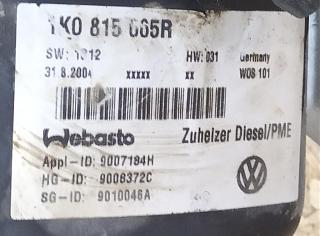 1K0 815 065R
SW: 1312 HW: 031 Germany
31.8.2004 xxxxx xx W08 101
Webasto Zuheizer Diesel/PME
Appl-ID: 9007184H
HG-ID: 9008372C
SG-ID: 9010046A